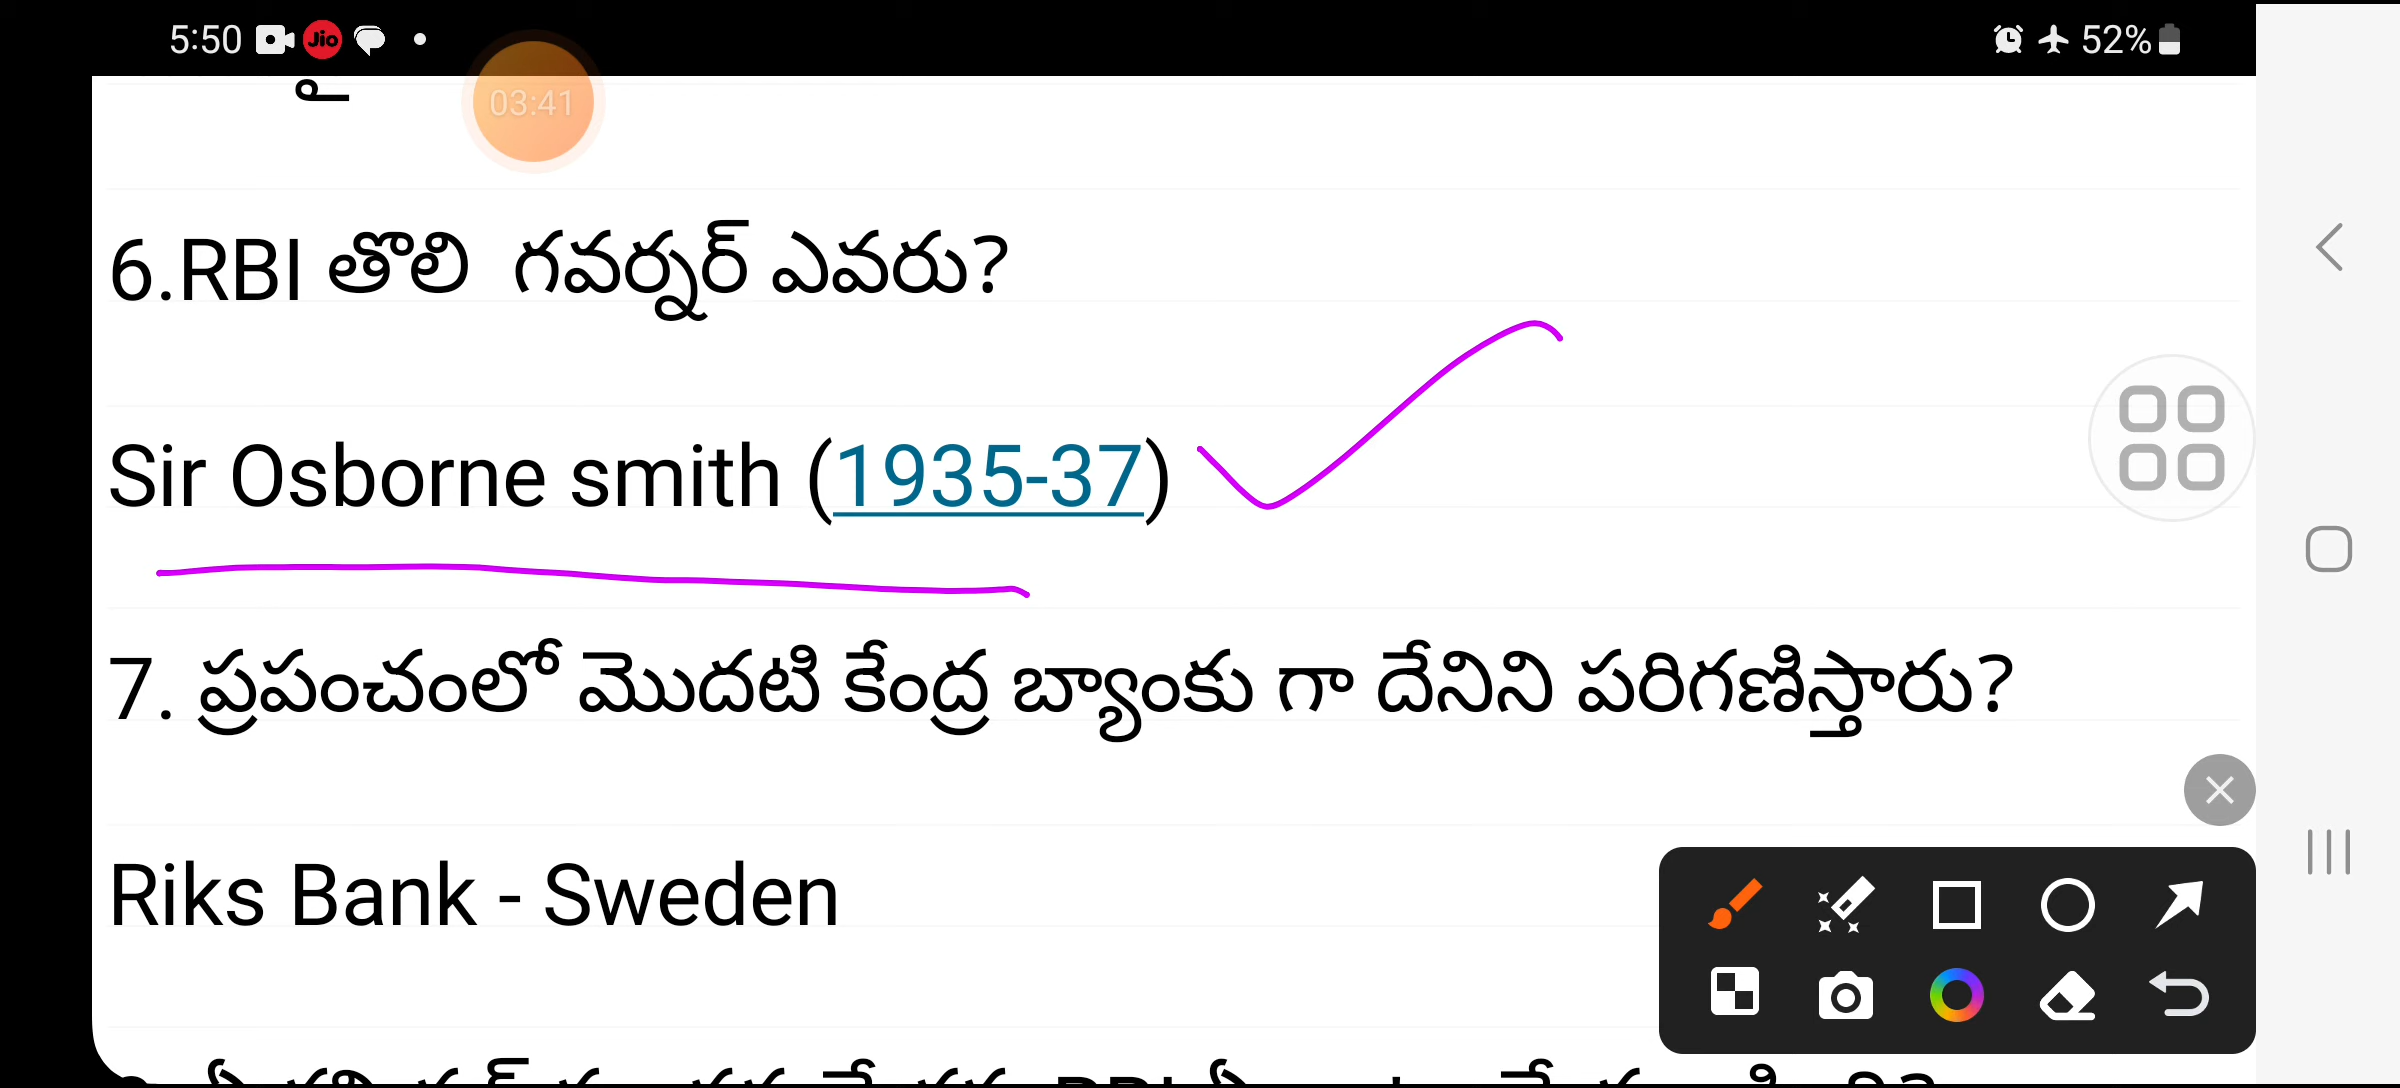 5:50 Jio 52%
03:41
6.RBI తొలి గవర్నర్ ఎవరు?
Sir Osborne smith (1935-37)
7. ప్రపంచంలో మొదటి కేంద్ర బ్యాంకు గా దేనిని పరిగణిస్తారు?
Riks Bank - Sweden